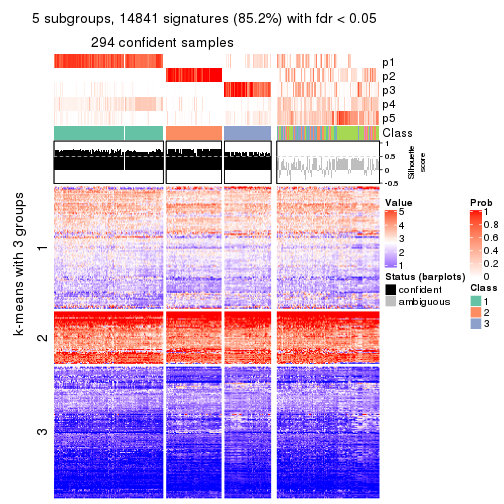 5 subgroups, 14841 signatures (85.2%) with fdr < 0.05
294 confident samples
p1
p2
p3
p4
p5
Class
1
0.5
0
-0.5
Silhouette
score
k-means with 3 groups
1
2
3
Value
5
4
3
2
1
Status (barplots)
confident
ambiguous
Prob
1
0.8
0.6
0.4
0.2
0
Class
1
2
3